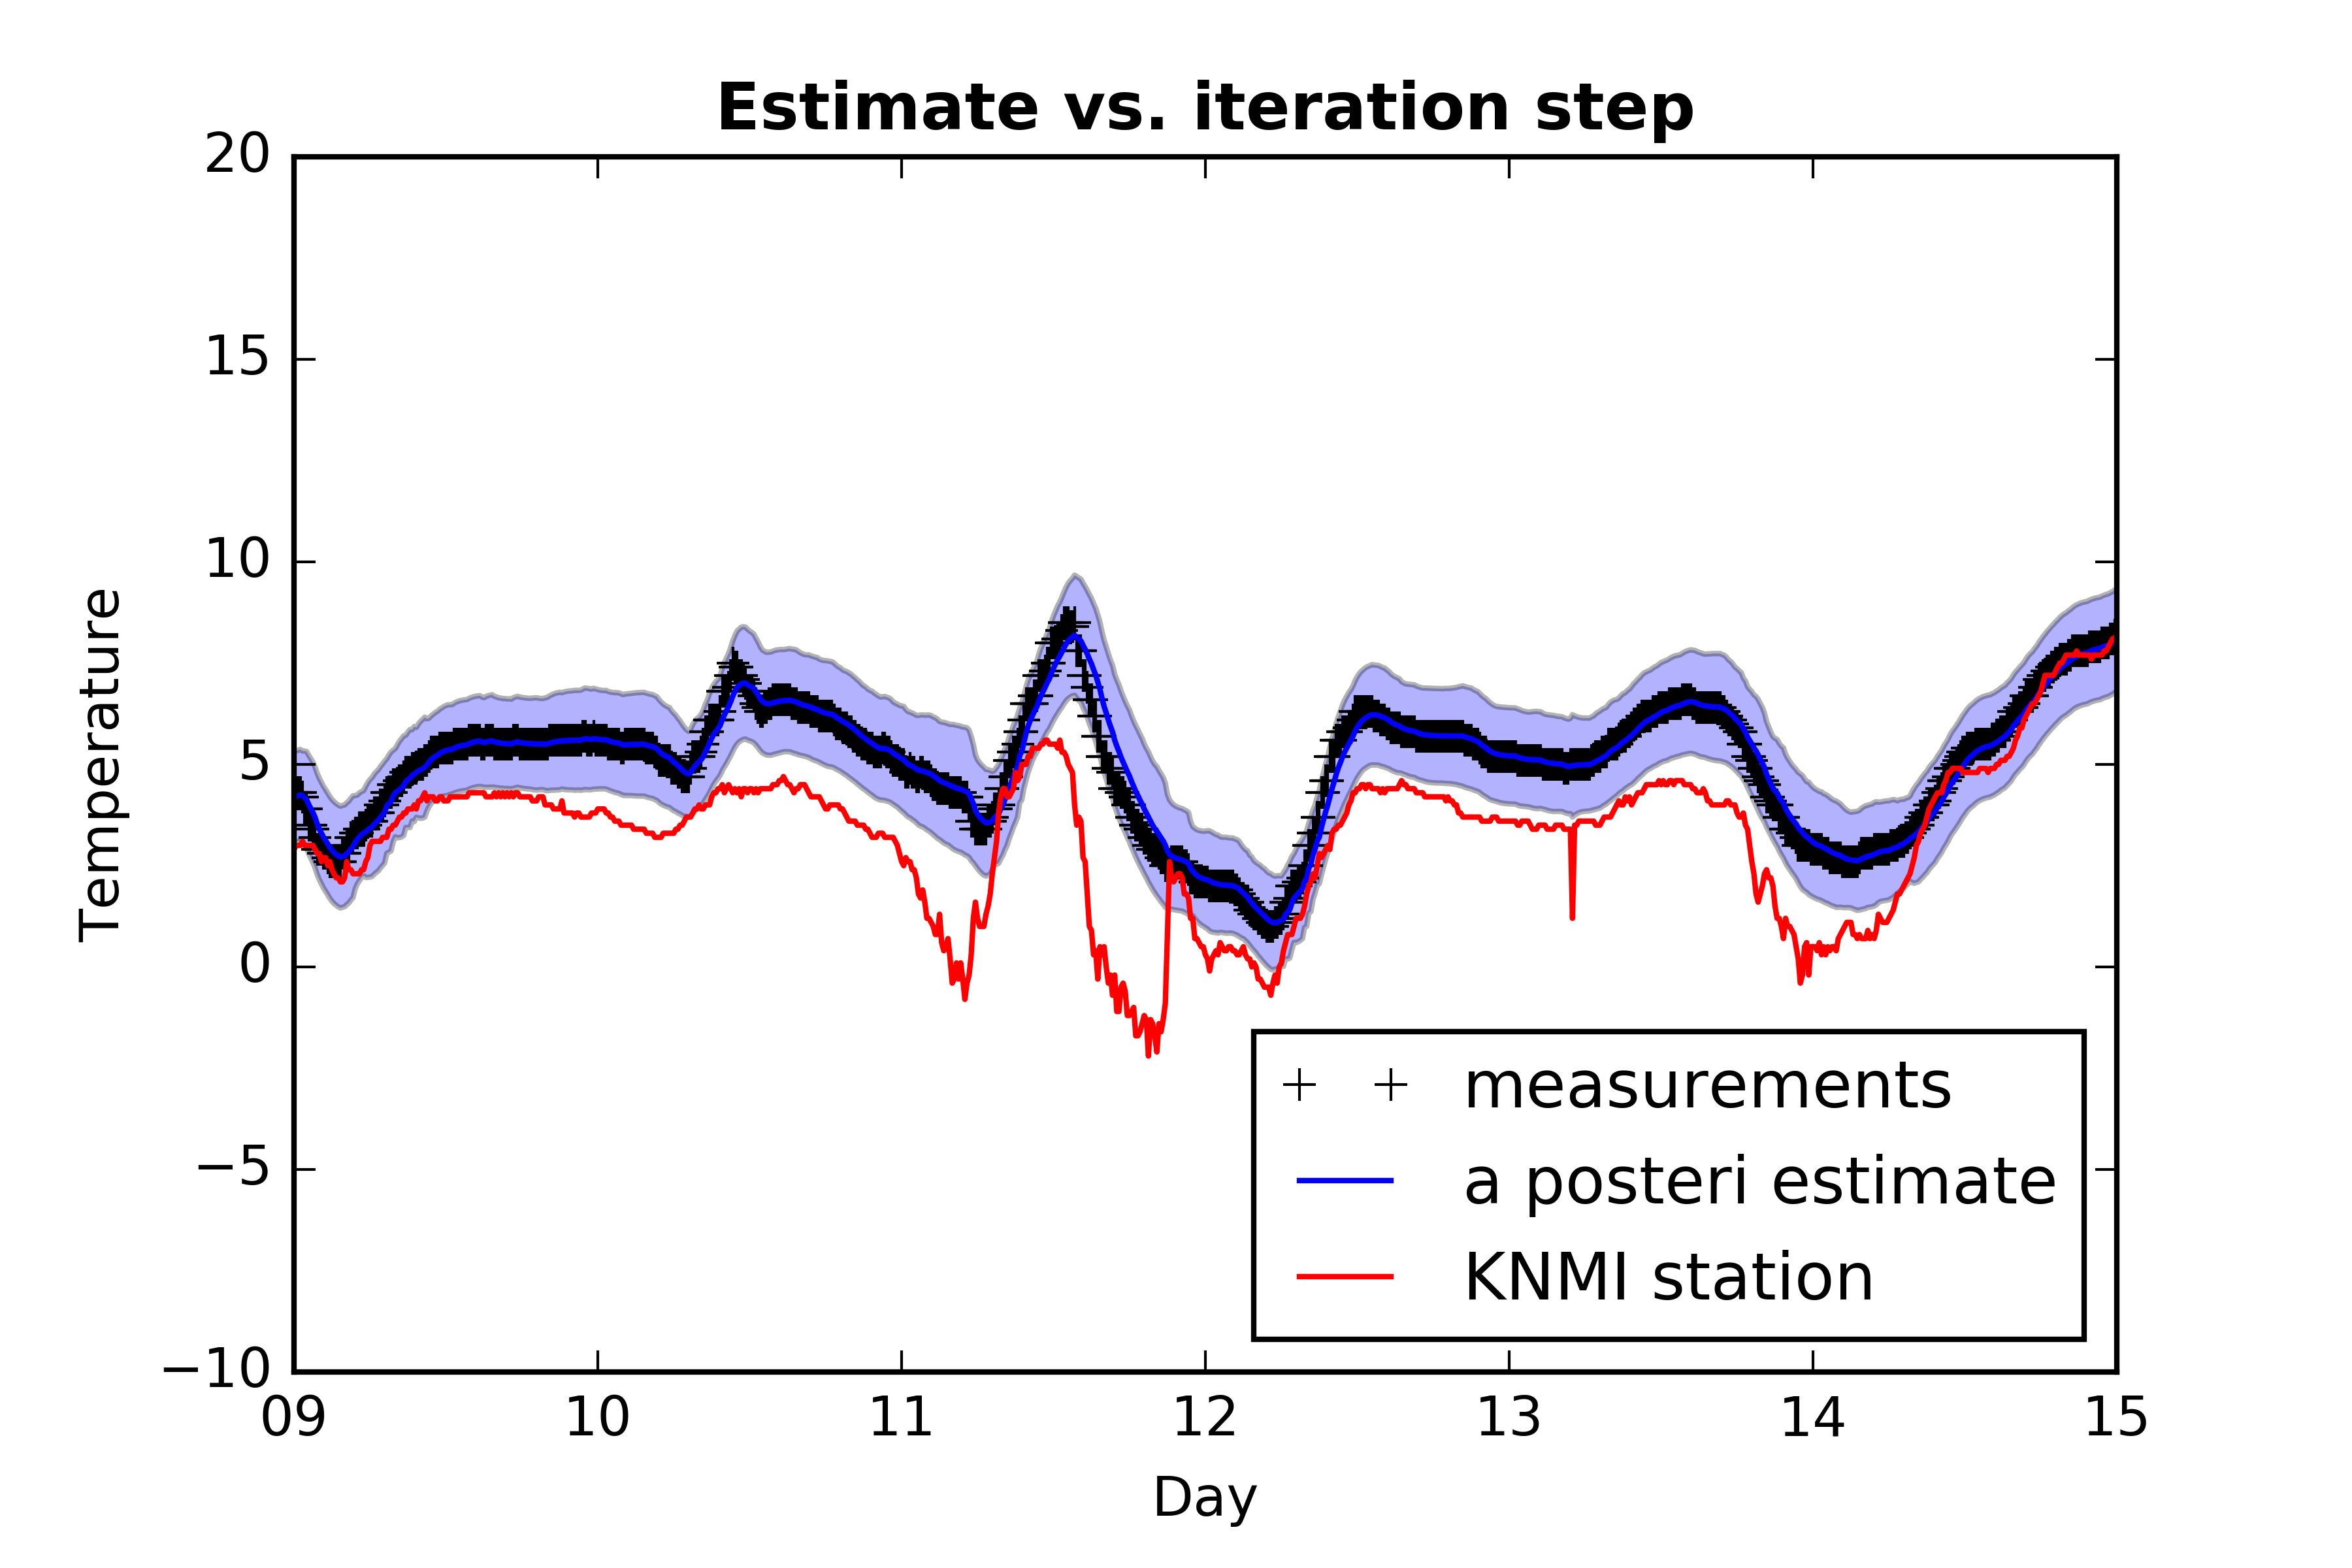 Estimate vs. iteration step
20
15
10
5
0
−5
−10
Temperature
measurements
a posteri estimate
KNMI station
09 10 11 12 13 14 15
Day